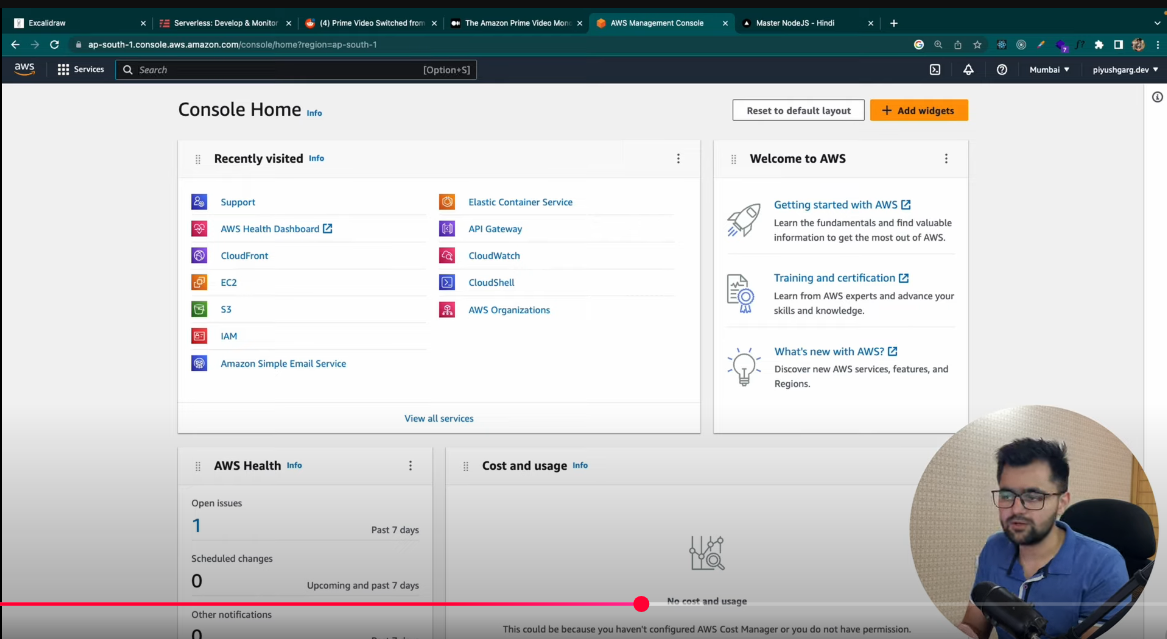 Excalidraw
Serverless: Develop & Monitor
(4) Prime Video Switched from
The Amazon Prime Video Mon
AWS Management Console
Master NodeJS - Hindi
ap-south-1.console.aws.amazon.com/console/home?region=ap-south-1
aws
Services
Search
[Option+S]
Mumbai
piyushgarg.dev
Console Home Info
Reset to default layout
Add widgets
Recently visited Info
Support
AWS Health Dashboard
CloudFront
EC2
S3
IAM
Amazon Simple Email Service
Elastic Container Service
API Gateway
CloudWatch
CloudShell
AWS Organizations
View all services
Welcome to AWS
Getting started with AWS
Learn the fundamentals and find valuable
information to get the most out of AWS.
Training and certification
Learn from AWS experts and advance your
skills and knowledge.
What's new with AWS?
Discover new AWS services, features, and
Regions.
AWS Health Info
Open issues
1
Past 7 days
Scheduled changes
0
Upcoming and past 7 days
Other notifications
0
Cost and usage Info
No cost and usage
This could be because you haven't configured AWS Cost Manager or you do not have permission.